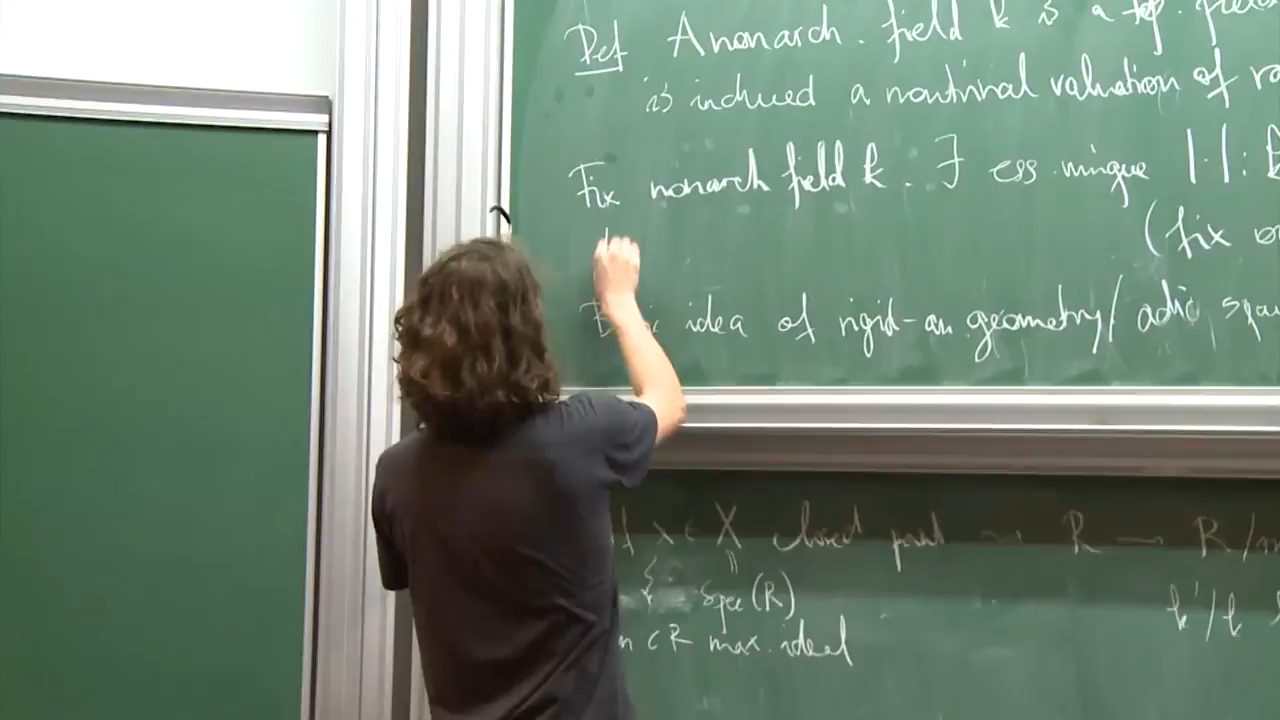 Def A nonarch. field k is a top. field
is induced a nontrivial valuation of
Fix nonarch field k. ∃ ess. unique |·|:
(fix
idea of rigid-an geometry / adic
x ∈ X closed point → R → R/m
Spec(R)
k'/k
m ⊂ R max. ideal